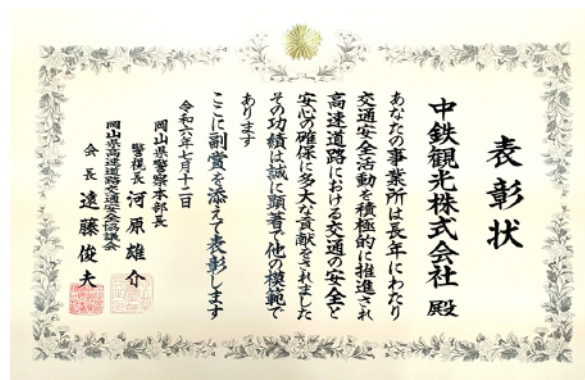 表彰状
中鉄観光株式会社 殿
あなたの事業所は長年にわたり
交通安全活動を積極的に推進され
高速道路における交通の安全と
安心の確保に多大な貢献をされました
その功績は誠に顕著で他の模範で
あります
ここに副賞を添えて表彰します
令和六年七月十二日
岡山県警察本部長
警視長 河原雄介
岡山県高速道路交通安全協議会
会長 遠藤俊夫